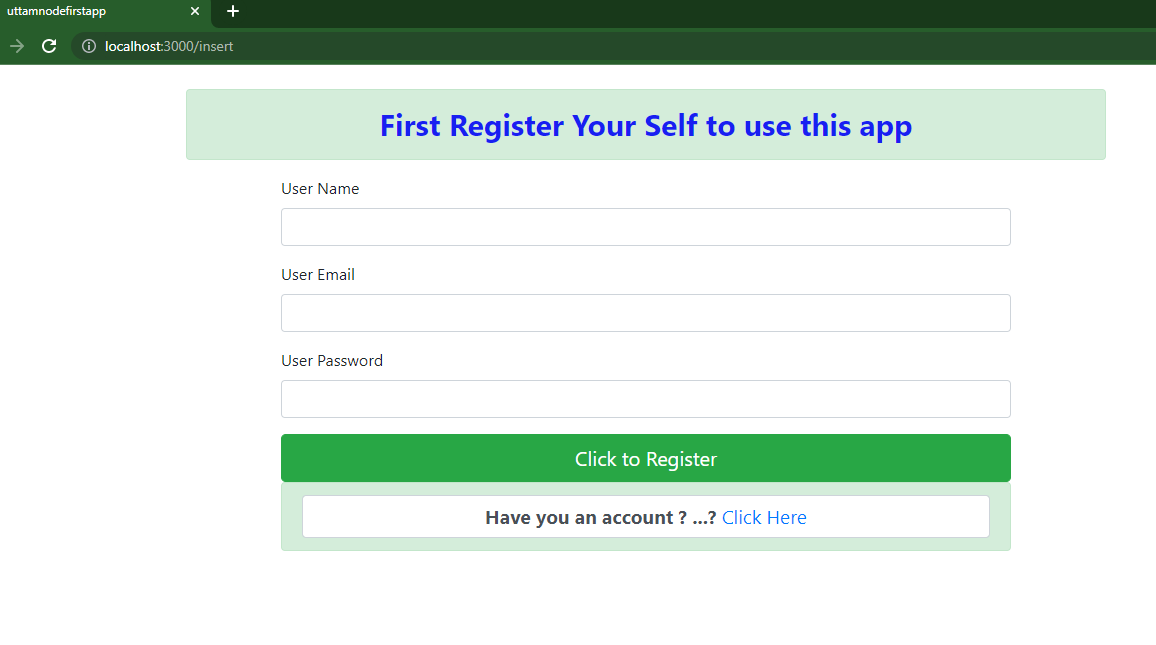 uttamnodefirstapp
localhost:3000/insert
First Register Your Self to use this app
User Name
User Email
User Password
Click to Register
Have you an account ? ...? Click Here